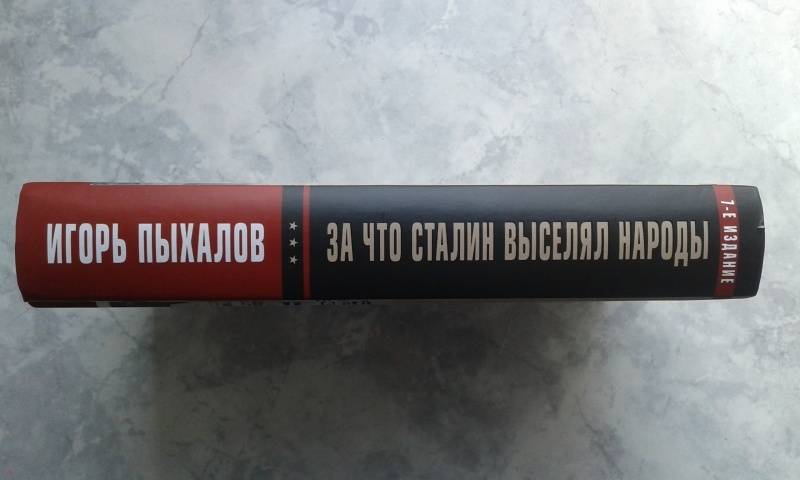 ИГОРЬ ПЫХАЛОВ
ЗА ЧТО СТАЛИН ВЫСЕЛЯЛ НАРОДЫ
7-Е ИЗДАНИЕ